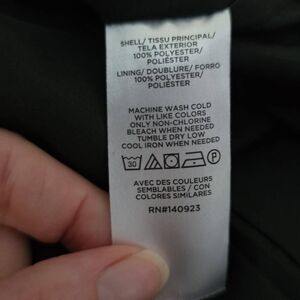 SHELL/ TISSU PRINCIPAL/
TELA EXTERIOR
100% POLYESTER/
POLIÉSTER
LINING/ DOUBLURE/ FORRO
100% POLYESTER/
POLIÉSTER
MACHINE WASH COLD
WITH LIKE COLORS
ONLY NON-CHLORINE
BLEACH WHEN NEEDED
TUMBLE DRY LOW
COOL IRON WHEN NEEDED
30 P
AVEC DES COULEURS
SEMBLABLES / CON
COLORES SIMILARES
RN#140923